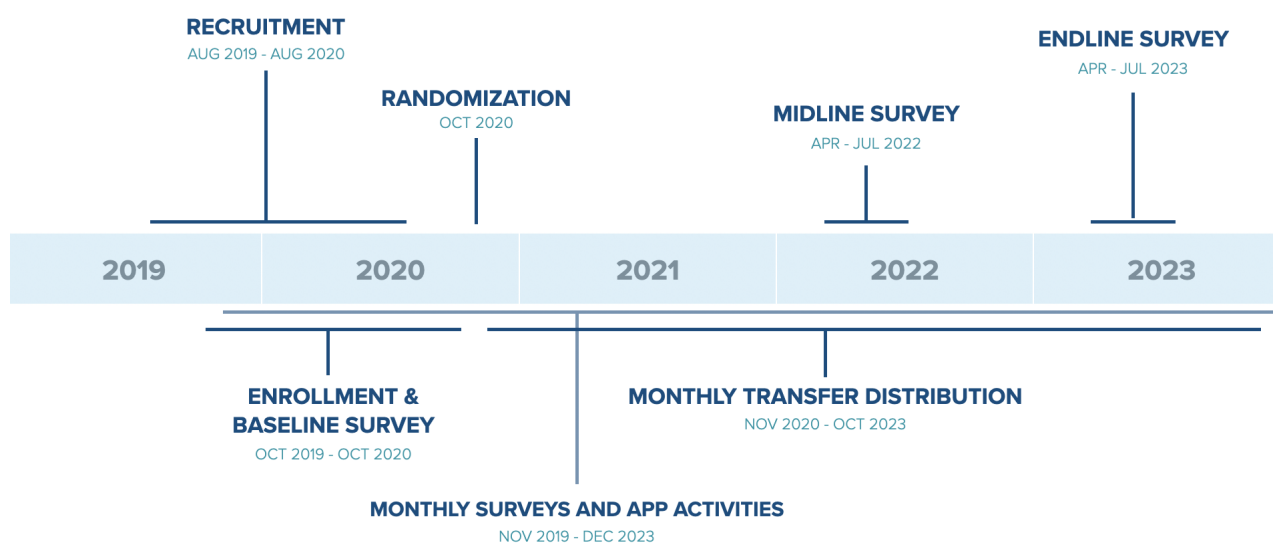 RECRUITMENT
AUG 2019 - AUG 2020
RANDOMIZATION
OCT 2020
MIDLINE SURVEY
APR - JUL 2022
ENDLINE SURVEY
APR - JUL 2023
2019
2020
2021
2022
2023
ENROLLMENT &
BASELINE SURVEY
OCT 2019 - OCT 2020
MONTHLY TRANSFER DISTRIBUTION
NOV 2020 - OCT 2023
MONTHLY SURVEYS AND APP ACTIVITIES
NOV 2019 - DEC 2023